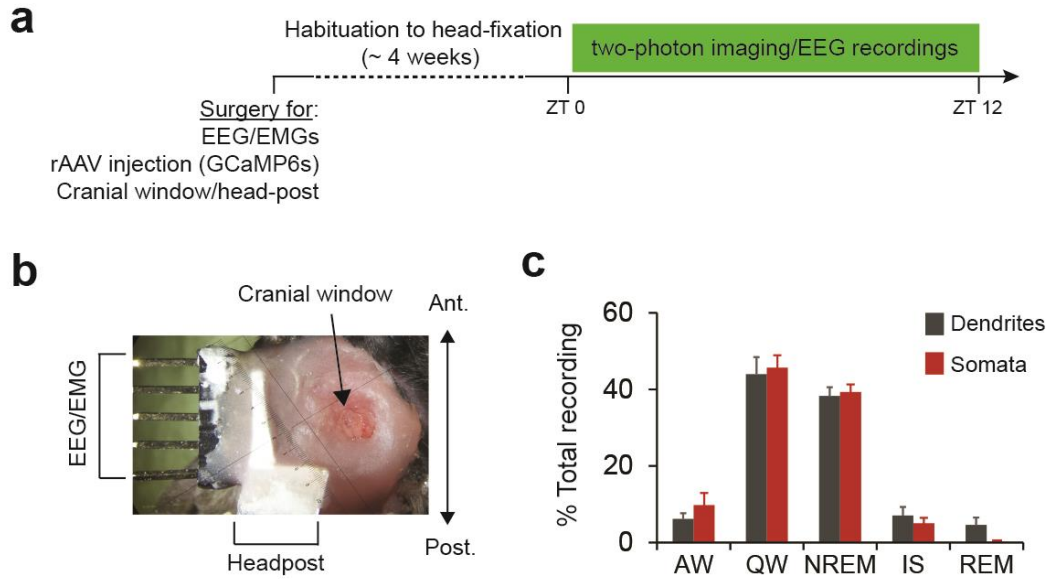 a
Habituation to head-fixation
(~ 4 weeks)
two-photon imaging/EEG recordings
ZT 0
ZT 12
Surgery for:
EEG/EMGs
rAAV injection (GCaMP6s)
Cranial window/head-post
b
Cranial window
Ant.
EEG/EMG
Headpost
Post.
c
% Total recording
60
40
20
0
Dendrites
Somata
AW QW NREM IS REM